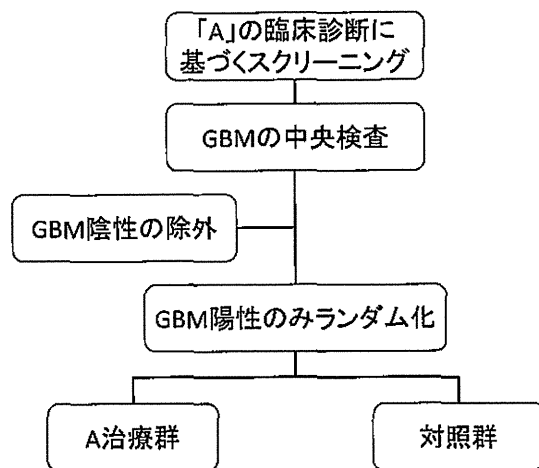 「A」の臨床診断に
基づくスクリーニング
GBMの中央検査
GBM陰性の除外
GBM陽性のみランダム化
A治療群
対照群